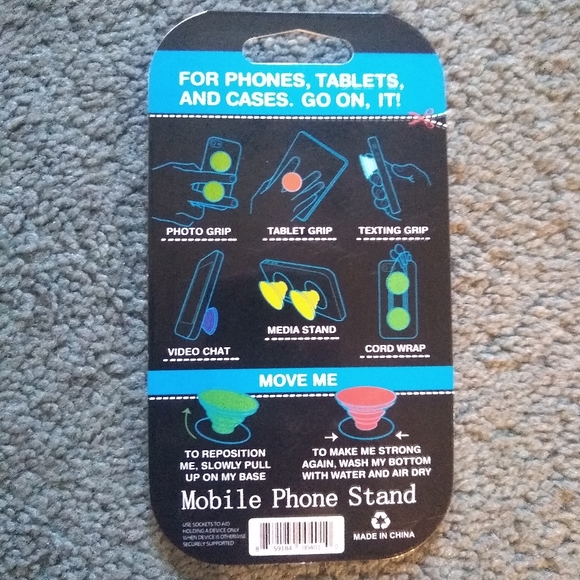 FOR PHONES, TABLETS,
AND CASES. GO ON, IT!
PHOTO GRIP
TABLET GRIP
TEXTING GRIP
VIDEO CHAT
MEDIA STAND
CORD WRAP
MOVE ME
TO REPOSITION
ME, SLOWLY PULL
UP ON MY BASE
TO MAKE ME STRONG
AGAIN, WASH MY BOTTOM
WITH WATER AND AIR DRY
Mobile Phone Stand
USE SOCKETS TO AID
HOLDING A DEVICE ONLY
WHEN DEVICE IS OTHERWISE
SECURELY SUPPORTED
MADE IN CHINA